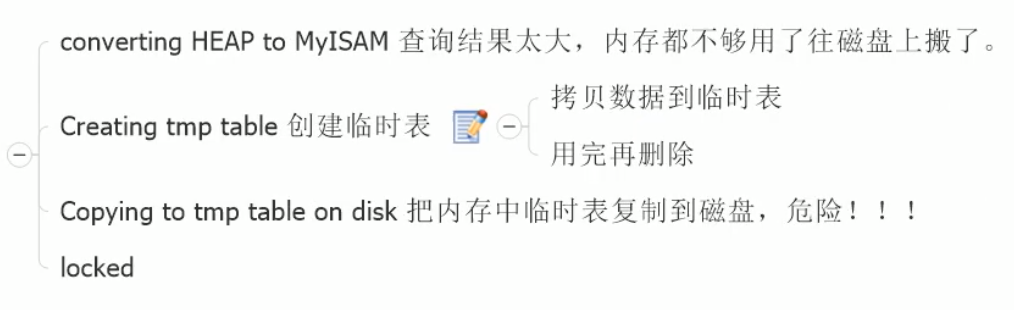 converting HEAP to MyISAM 查询结果太大，内存都不够用了往磁盘上搬了。
Creating tmp table 创建临时表
拷贝数据到临时表
用完再删除
Copying to tmp table on disk 把内存中临时表复制到磁盘，危险！！！
locked